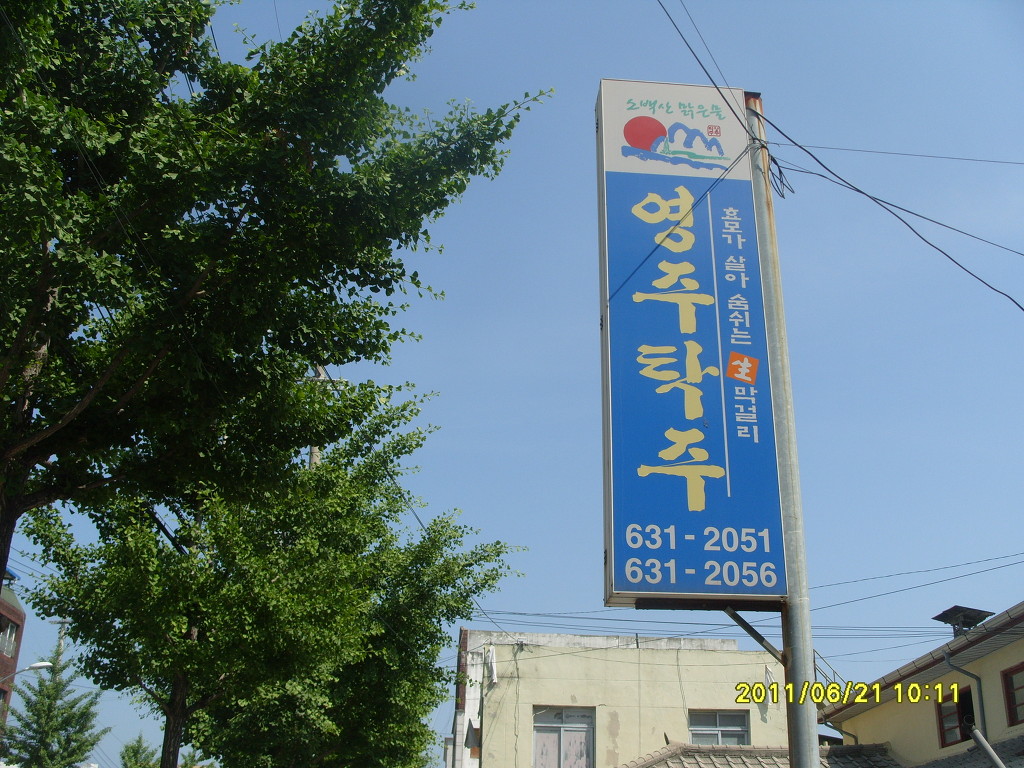 소백산 맑은물
영주탁주
효모가 살아 숨쉬는 生 막걸리
631-2051
631-2056
2011/06/21 10:11